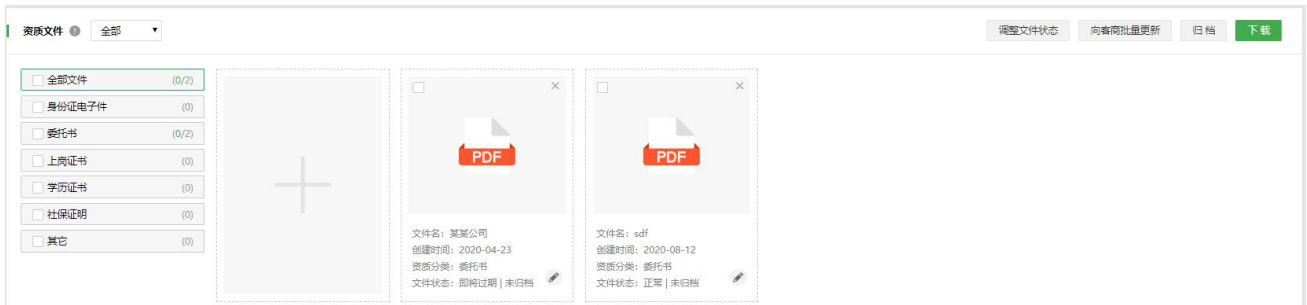 资质文件 全部 调整文件状态 向客商批量更新 归 档 下 载
全部文件 (0/2)
身份证电子件 (0)
委托书 (0/2)
上岗证书 (0)
学历证书 (0)
社保证明 (0)
其它 (0)
PDF
文件名：某某公司
创建时间：2020-04-23
资质分类：委托书
文件状态：即将过期 | 未归档
PDF
文件名：sdf
创建时间：2020-08-12
资质分类：委托书
文件状态：正常 | 未归档